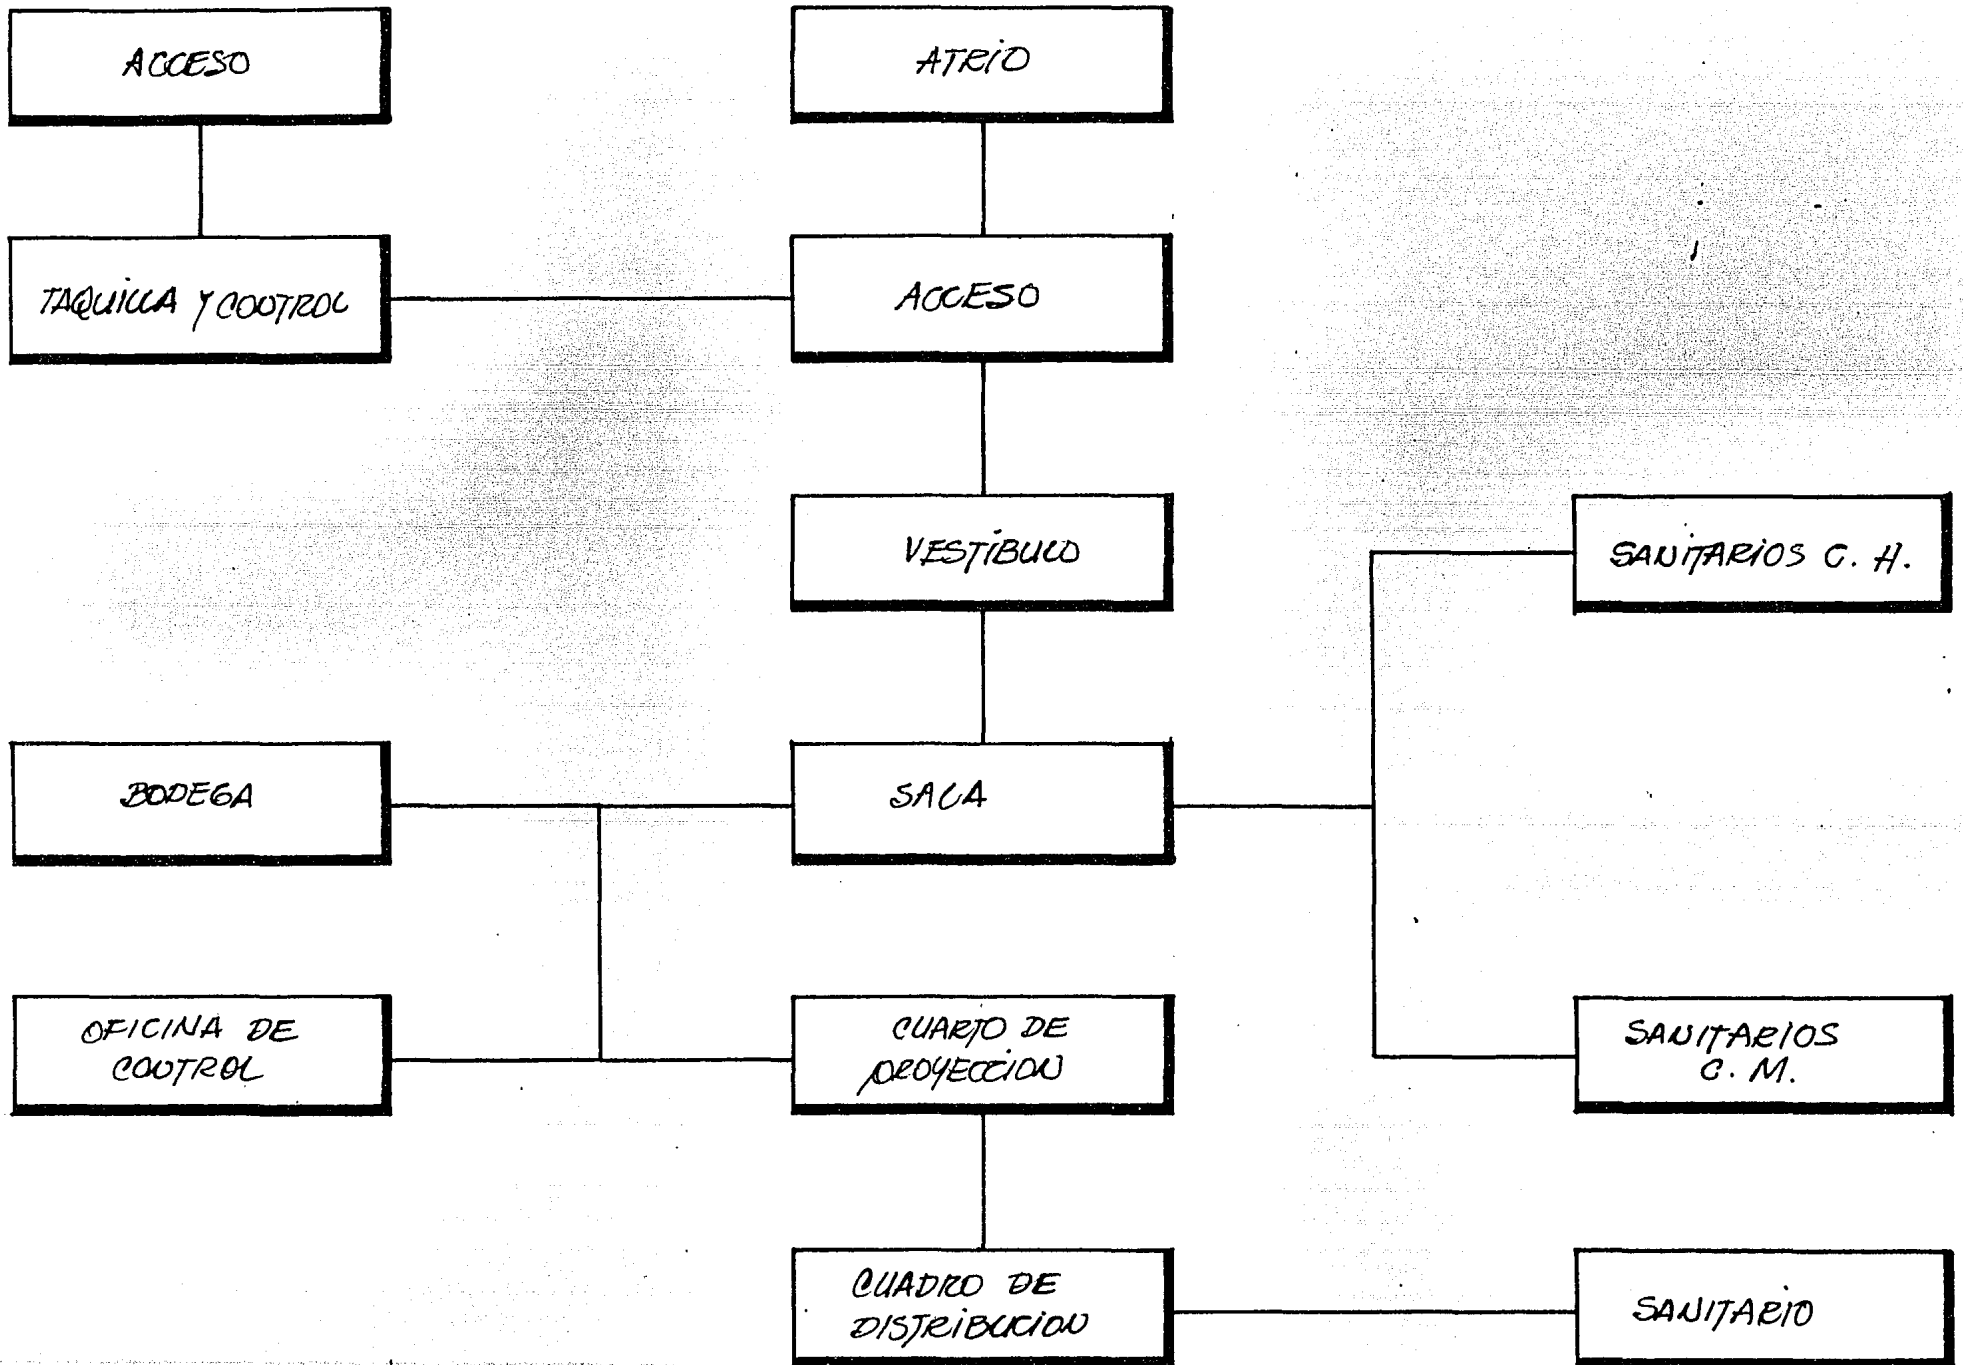 ACCESO
ATRIO
TAQUILLA Y CONTROL
ACCESO
VESTIBULO
SANITARIOS C. H.
BODEGA
SALA
OFICINA DE
CONTROL
CUARTO DE
PROYECCION
SANITARIOS
C. M.
CUADRO DE
DISTRIBUCION
SANITARIO